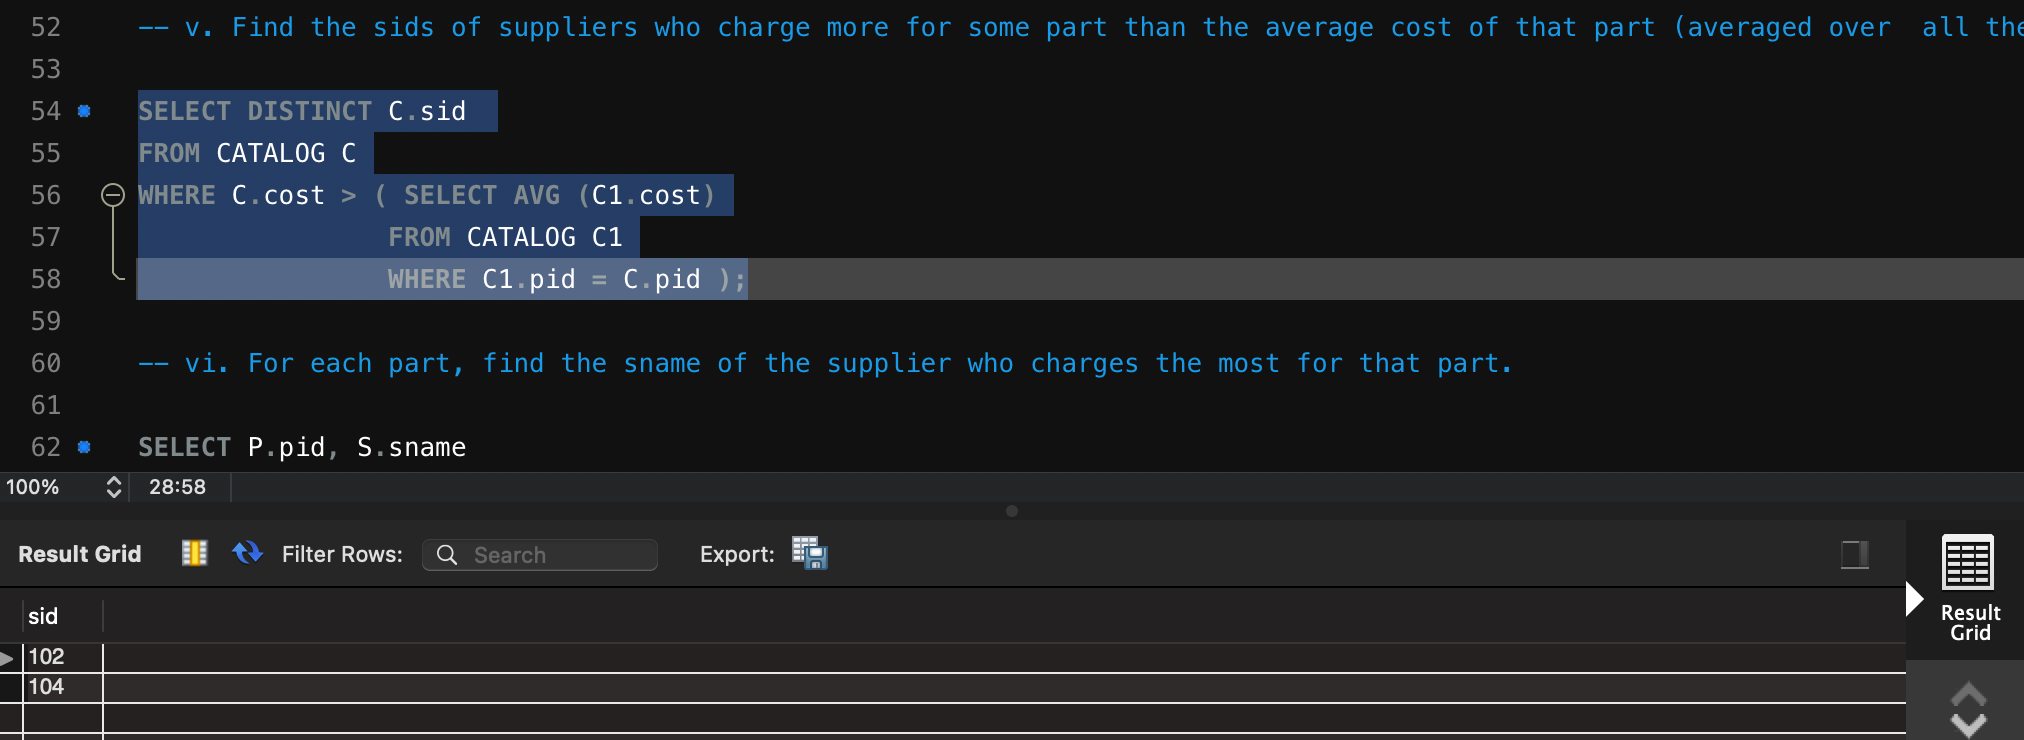 52 -- v. Find the sids of suppliers who charge more for some part than the average cost of that part (averaged over  all the
53
54 SELECT DISTINCT C.sid
55 FROM CATALOG C
56 WHERE C.cost > ( SELECT AVG (C1.cost)
57 FROM CATALOG C1
58 WHERE C1.pid = C.pid );
59
60 -- vi. For each part, find the sname of the supplier who charges the most for that part.
61
62 SELECT P.pid, S.sname
100% 28:58
Result Grid Filter Rows: Search Export:
sid
102
104
Result
Grid